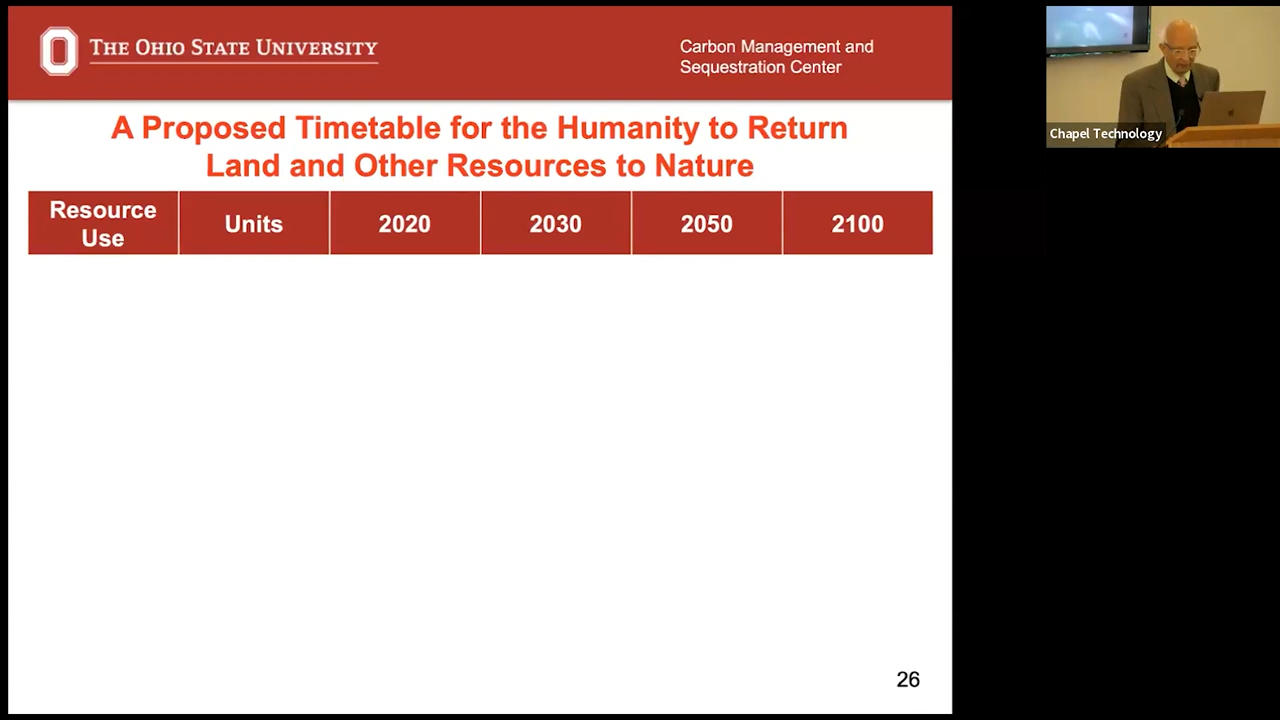 THE OHIO STATE UNIVERSITY
Carbon Management and
Sequestration Center
Chapel Technology
A Proposed Timetable for the Humanity to Return
Land and Other Resources to Nature
Resource
Use
Units
2020
2030
2050
2100
26